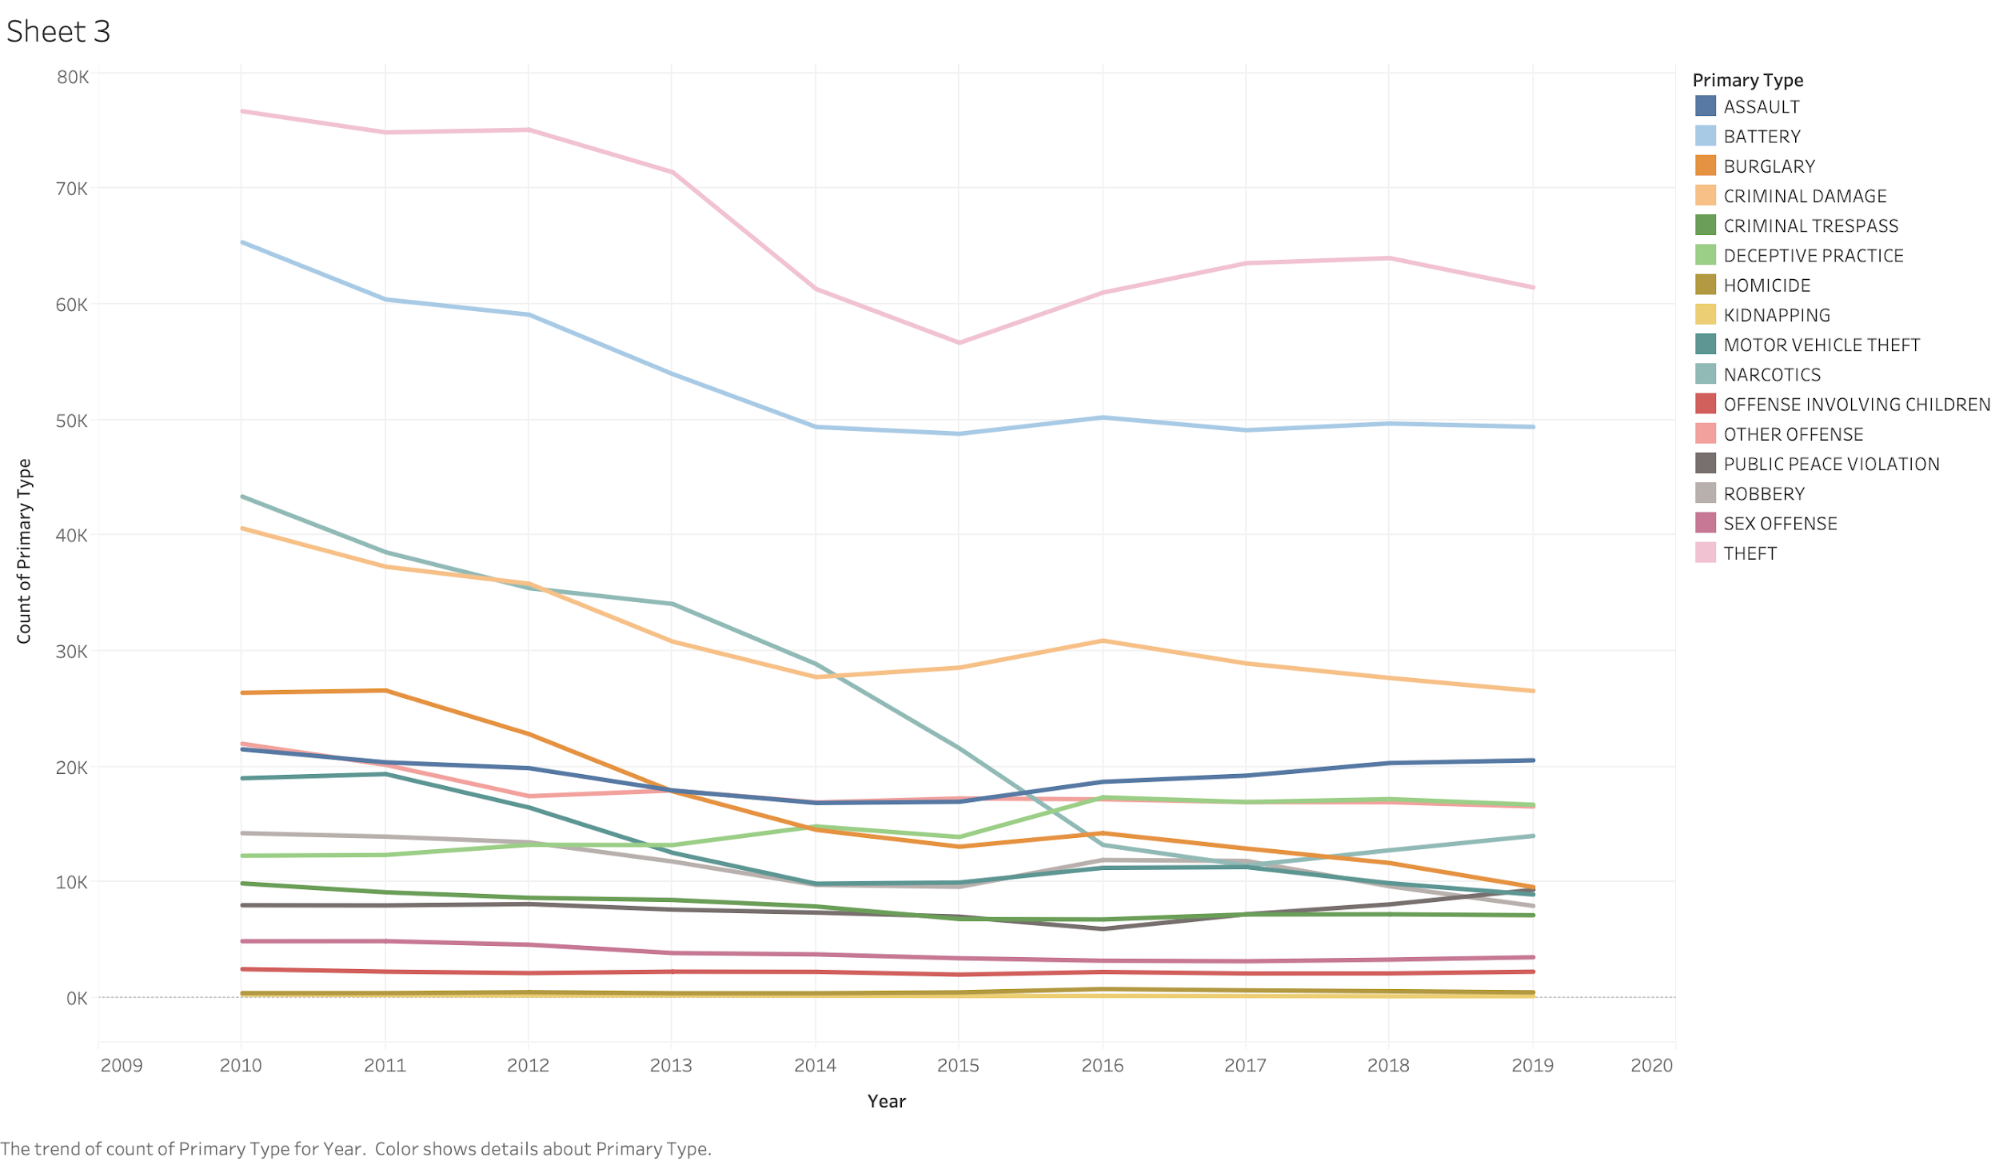 Sheet 3
80K
70K
60K
50K
40K
30K
20K
10K
0K
Count of Primary Type
2009 2010 2011 2012 2013 2014 2015 2016 2017 2018 2019 2020
Year
Primary Type
ASSAULT
BATTERY
BURGLARY
CRIMINAL DAMAGE
CRIMINAL TRESPASS
DECEPTIVE PRACTICE
HOMICIDE
KIDNAPPING
MOTOR VEHICLE THEFT
NARCOTICS
OFFENSE INVOLVING CHILDREN
OTHER OFFENSE
PUBLIC PEACE VIOLATION
ROBBERY
SEX OFFENSE
THEFT
The trend of count of Primary Type for Year. Color shows details about Primary Type.